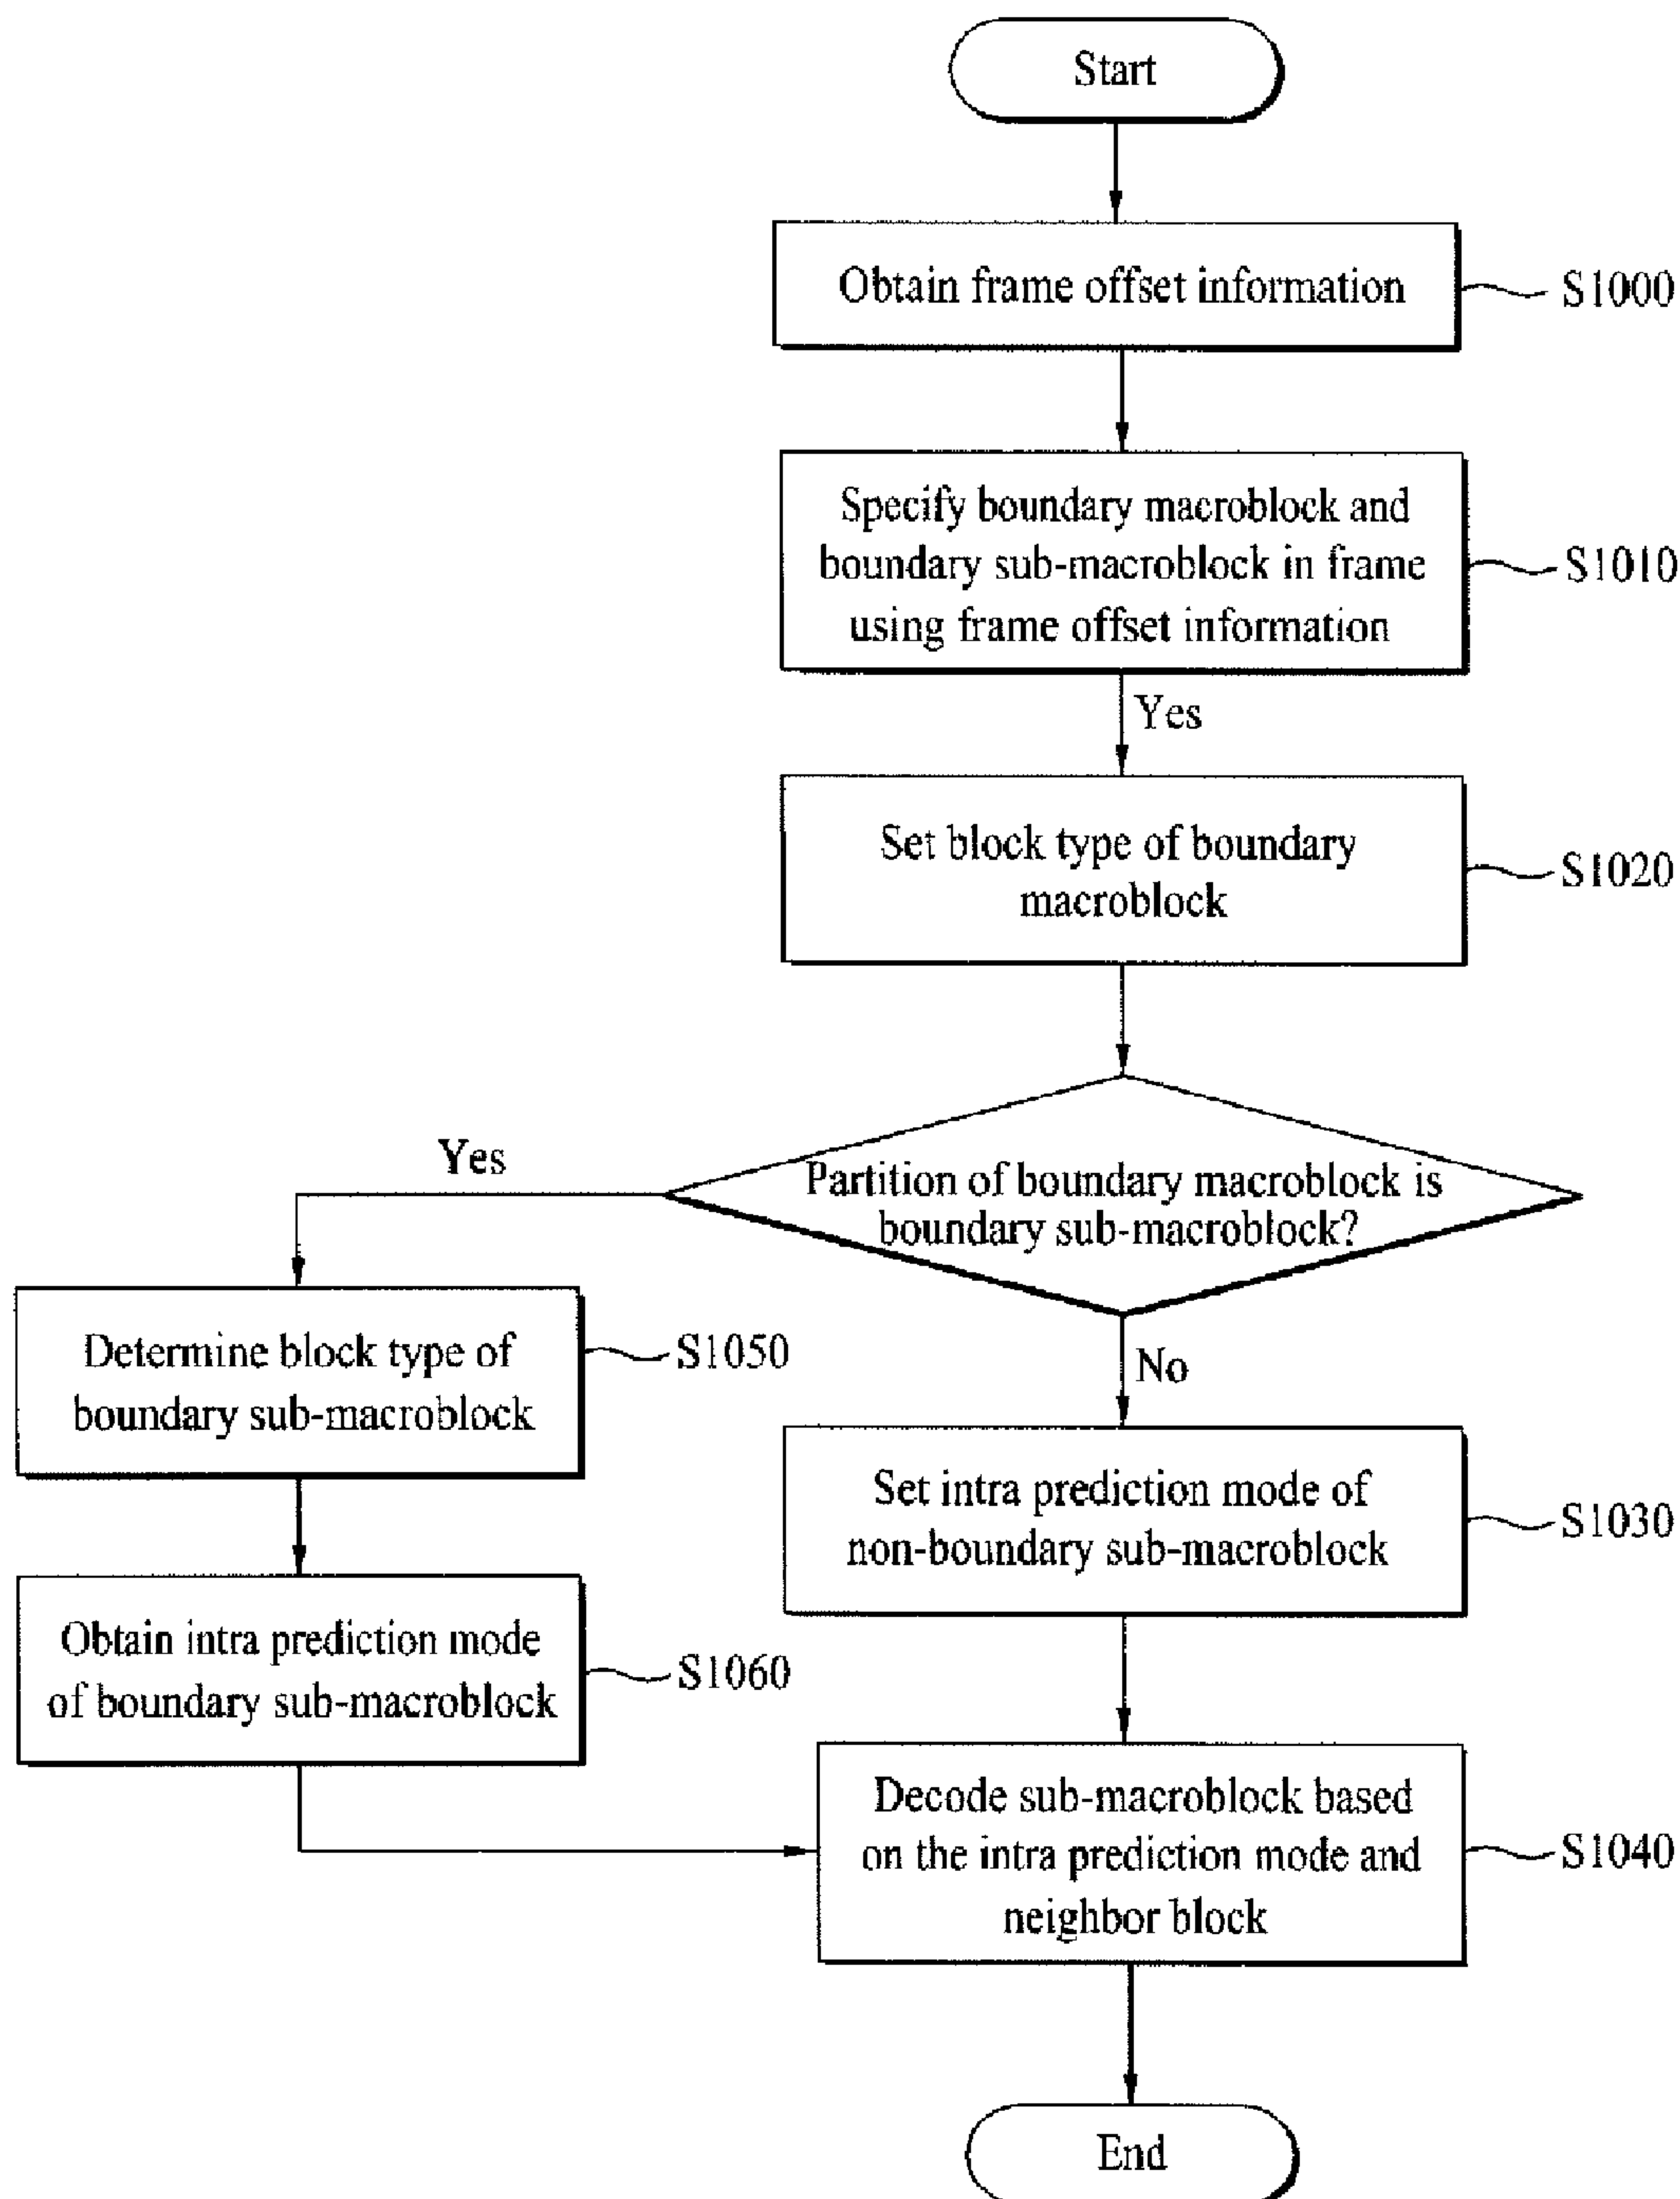 Start
Obtain frame offset information
S1000
Specify boundary macroblock and
boundary sub-macroblock in frame
using frame offset information
S1010
Yes
Set block type of boundary
macroblock
S1020
Partition of boundary macroblock is
boundary sub-macroblock?
Yes
Determine block type of
boundary sub-macroblock
S1050
Obtain intra prediction mode
of boundary sub-macroblock
S1060
No
Set intra prediction mode of
non-boundary sub-macroblock
S1030
Decode sub-macroblock based
on the intra prediction mode and
neighbor block
S1040
End